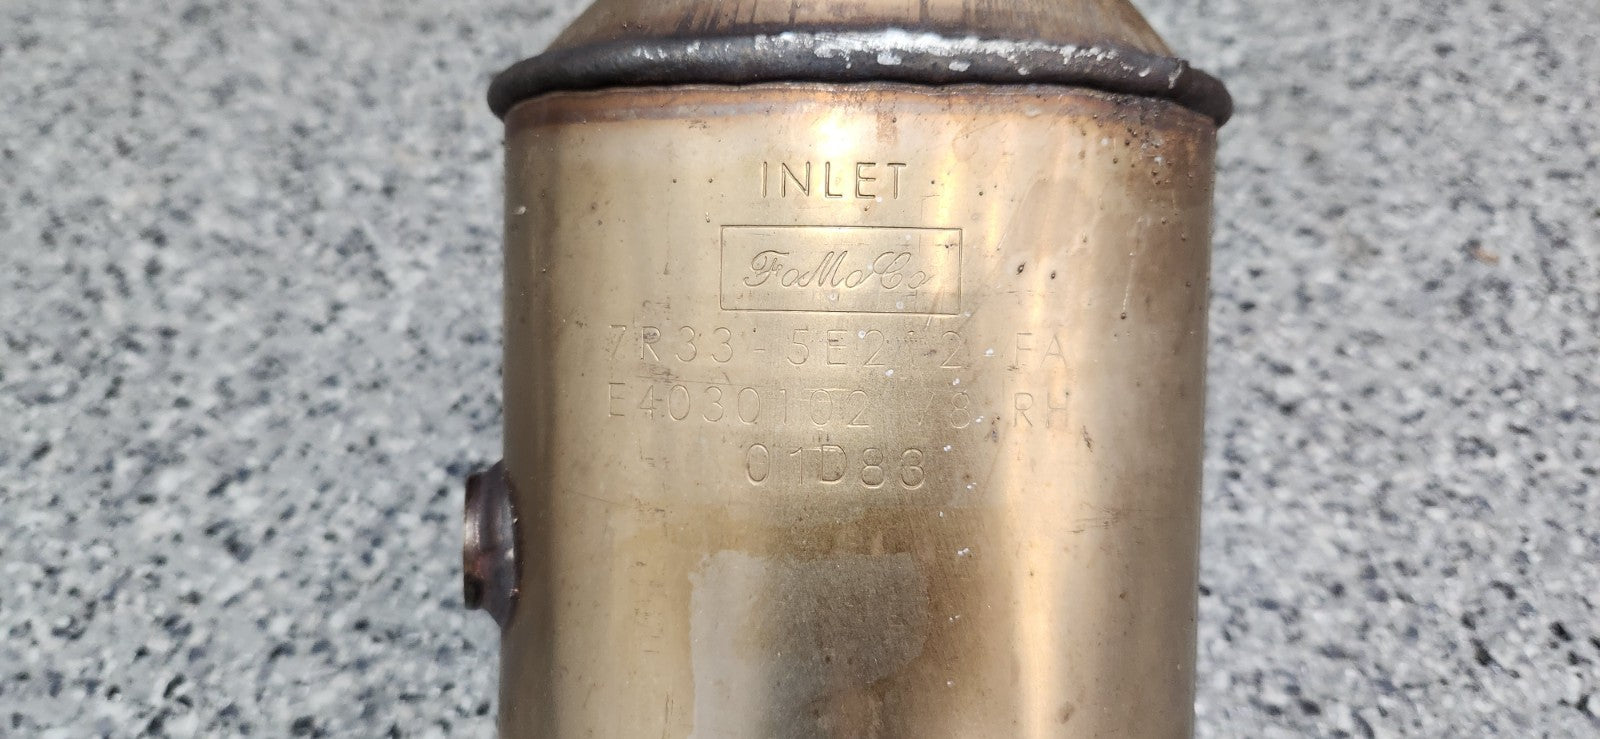 INLET
FoMoCo
7R33-5E212-FA
E4030102 V8 RH
01D83